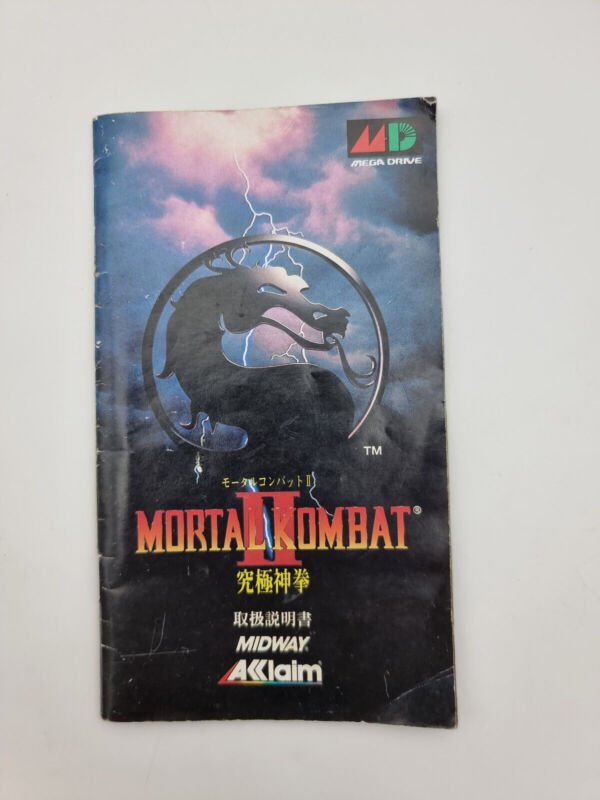 MD
MEGA DRIVE
TM
モータルコンバットII
II
MORTAL KOMBAT®
究極神拳
取扱説明書
MIDWAY®
AKKlaim®